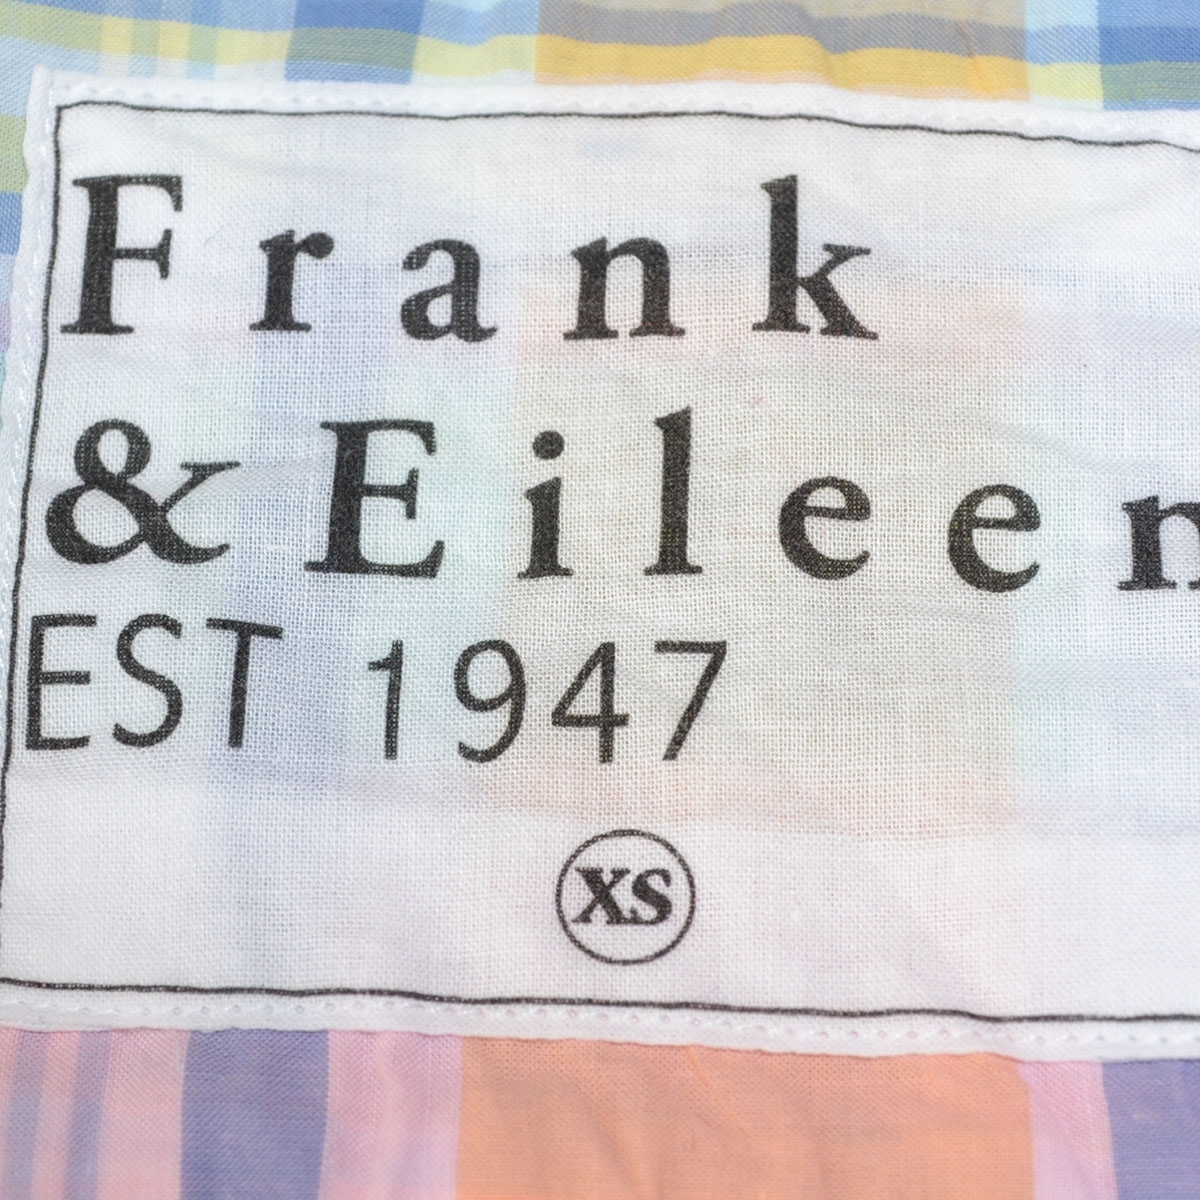 Frank
& Eileen
EST 1947
XS